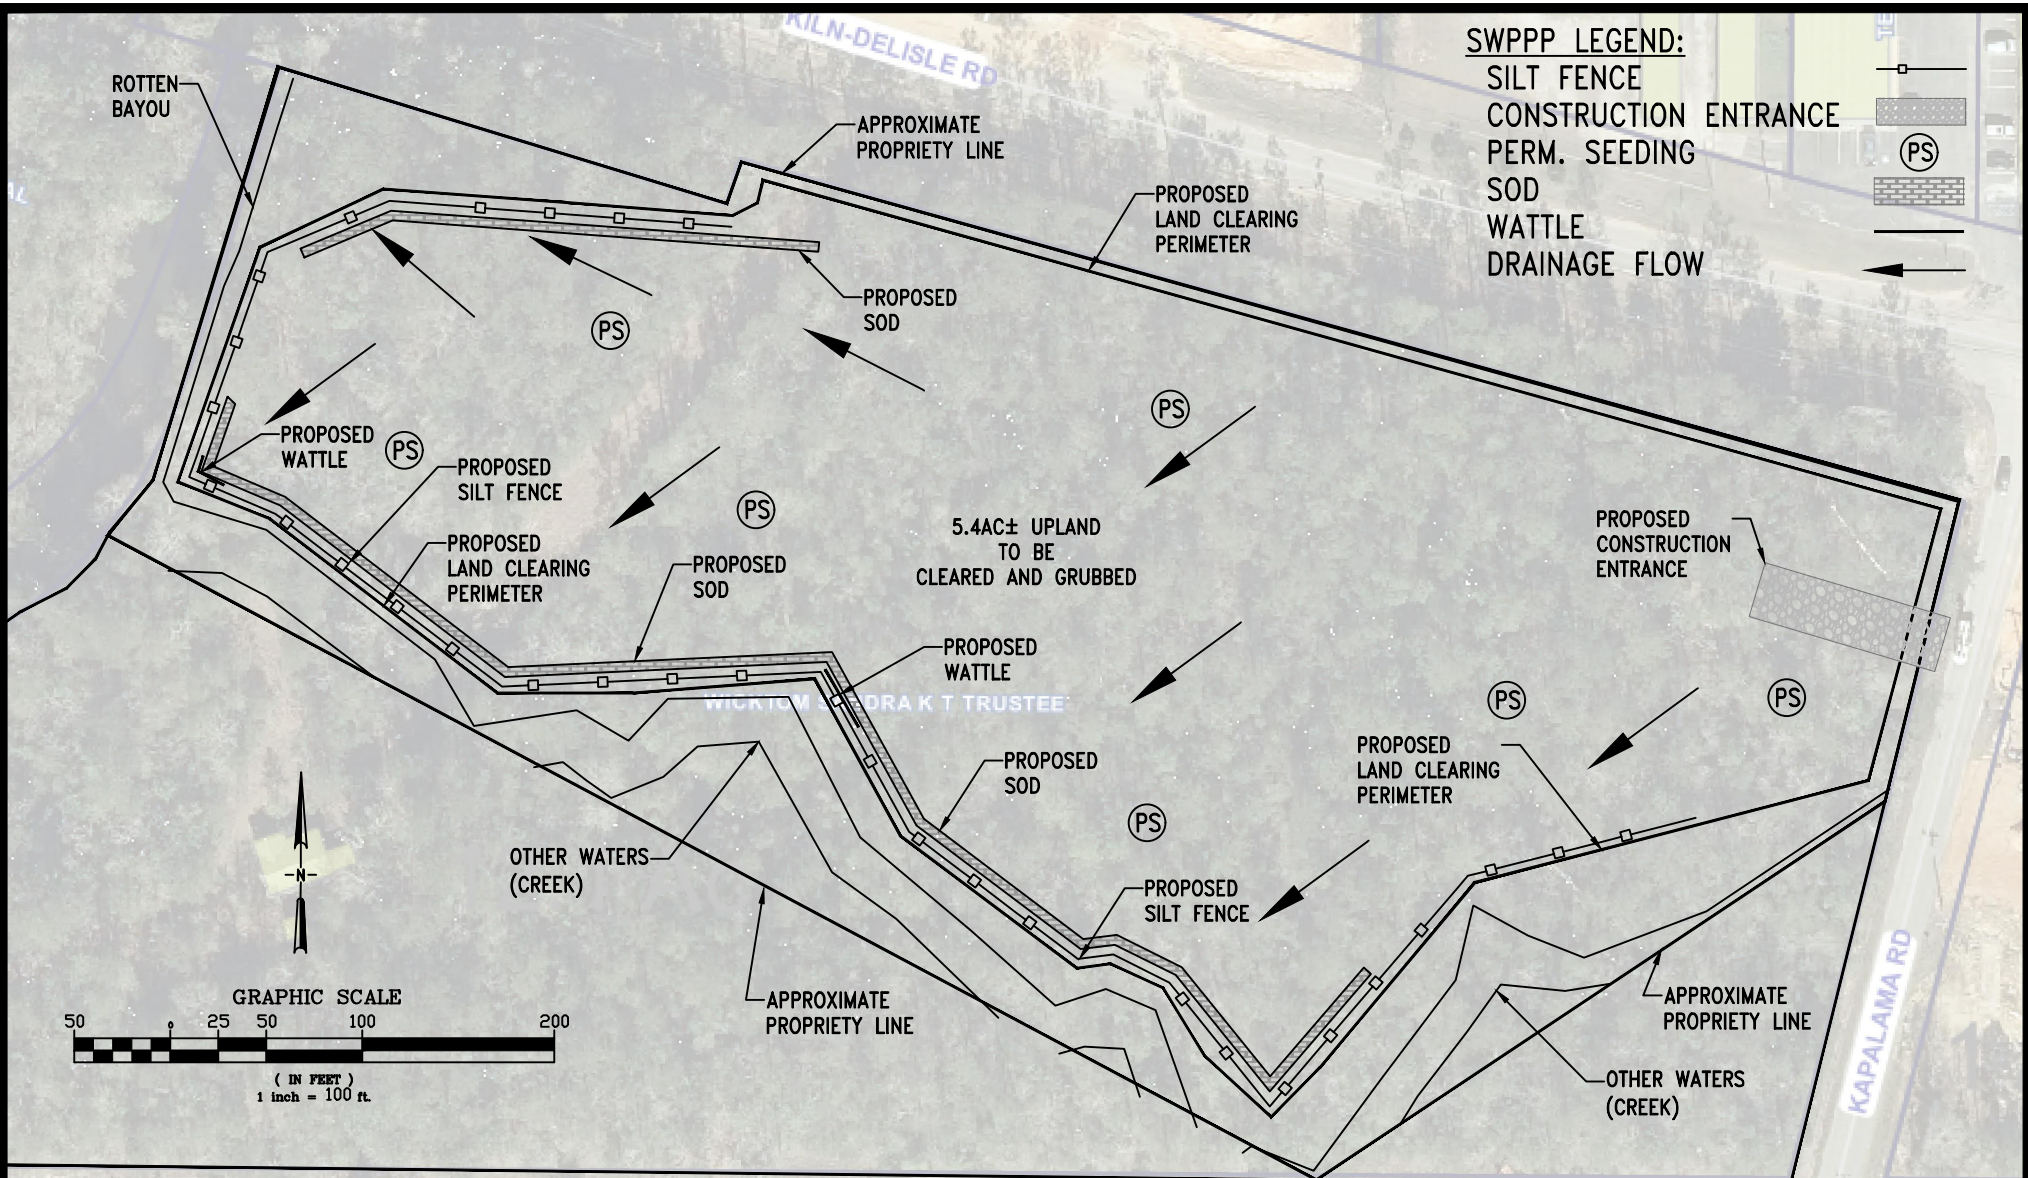 KILN-DELISLE RD
SWPPP LEGEND:
SILT FENCE
CONSTRUCTION ENTRANCE
PERM. SEEDING
PS
SOD
WATTLE
DRAINAGE FLOW
ROTTEN
BAYOU
APPROXIMATE
PROPRIETY LINE
PROPOSED
LAND CLEARING
PERIMETER
PROPOSED
SOD
PS
PS
PROPOSED
WATTLE
PS
PROPOSED
SILT FENCE
PS
PROPOSED
LAND CLEARING
PERIMETER
PROPOSED
SOD
5.4AC± UPLAND
TO BE
CLEARED AND GRUBBED
PROPOSED
CONSTRUCTION
ENTRANCE
PROPOSED
WATTLE
K T TRUSTEE
PS
PS
PROPOSED
SOD
PROPOSED
LAND CLEARING
PERIMETER
PS
OTHER WATERS
(CREEK)
PROPOSED
SILT FENCE
-N-
APPROXIMATE
PROPRIETY LINE
APPROXIMATE
PROPRIETY LINE
KAPALAMA RD
OTHER WATERS
(CREEK)
GRAPHIC SCALE
50 0 25 50 100 200
( IN FEET )
1 inch = 100 ft.